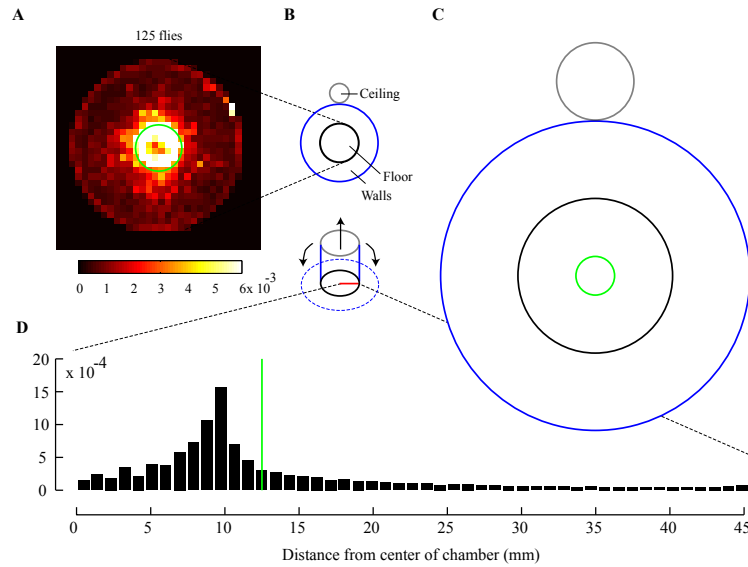 A
125 flies
0 1 2 3 4 5 6x 10^-3
B
Ceiling
Floor
Walls
C
D
x 10^-4
20
15
10
5
0
0 5 10 15 20 25 30 35 40 45
Distance from center of chamber (mm)